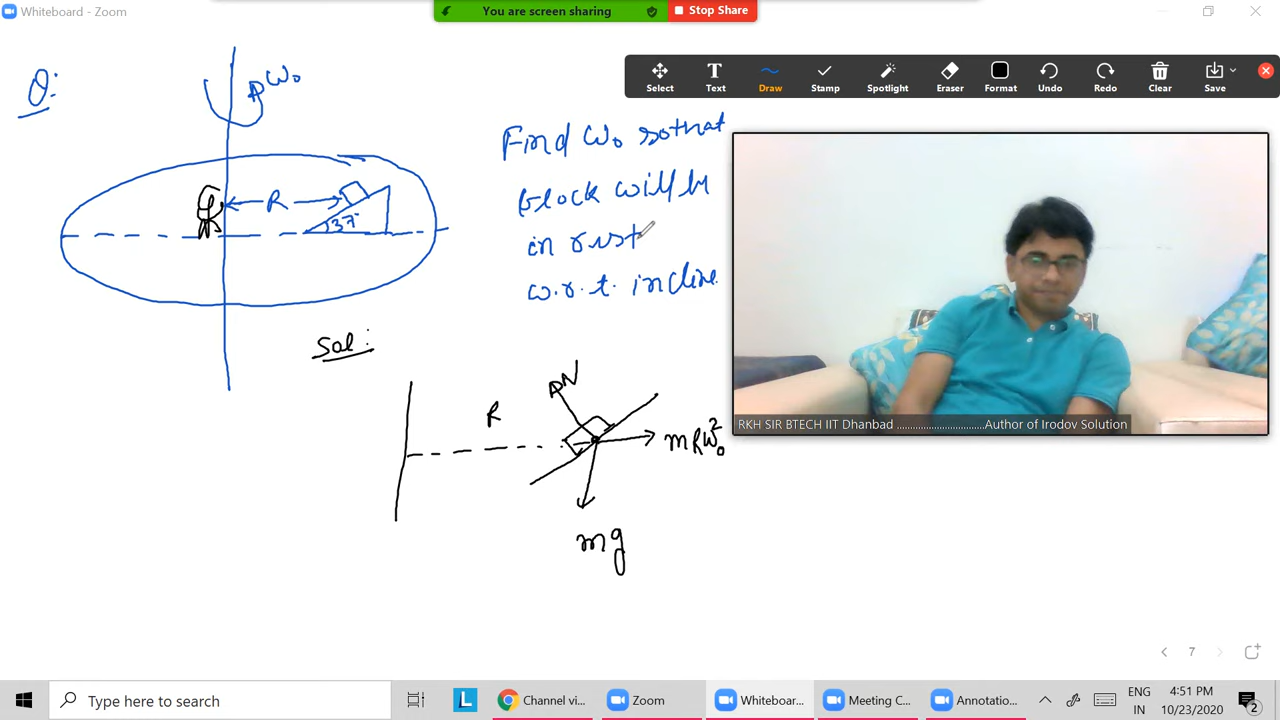 Whiteboard - Zoom
You are screen sharing
Stop Share
Select
Text
Draw
Stamp
Spotlight
Eraser
Format
Undo
Redo
Clear
Save
Q:
ω₀
R
37°
Find ω₀ so that
block will be
in rest
w.r.t. incline
Sol:
N
R
mRω₀²
mg
RKH SIR BTECH IIT Dhanbad ..............................Author of Irodov Solution
7
Type here to search
L
Channel vi...
Zoom
Whiteboar...
Meeting C...
Annotatio...
ENG
IN
4:51 PM
10/23/2020
2